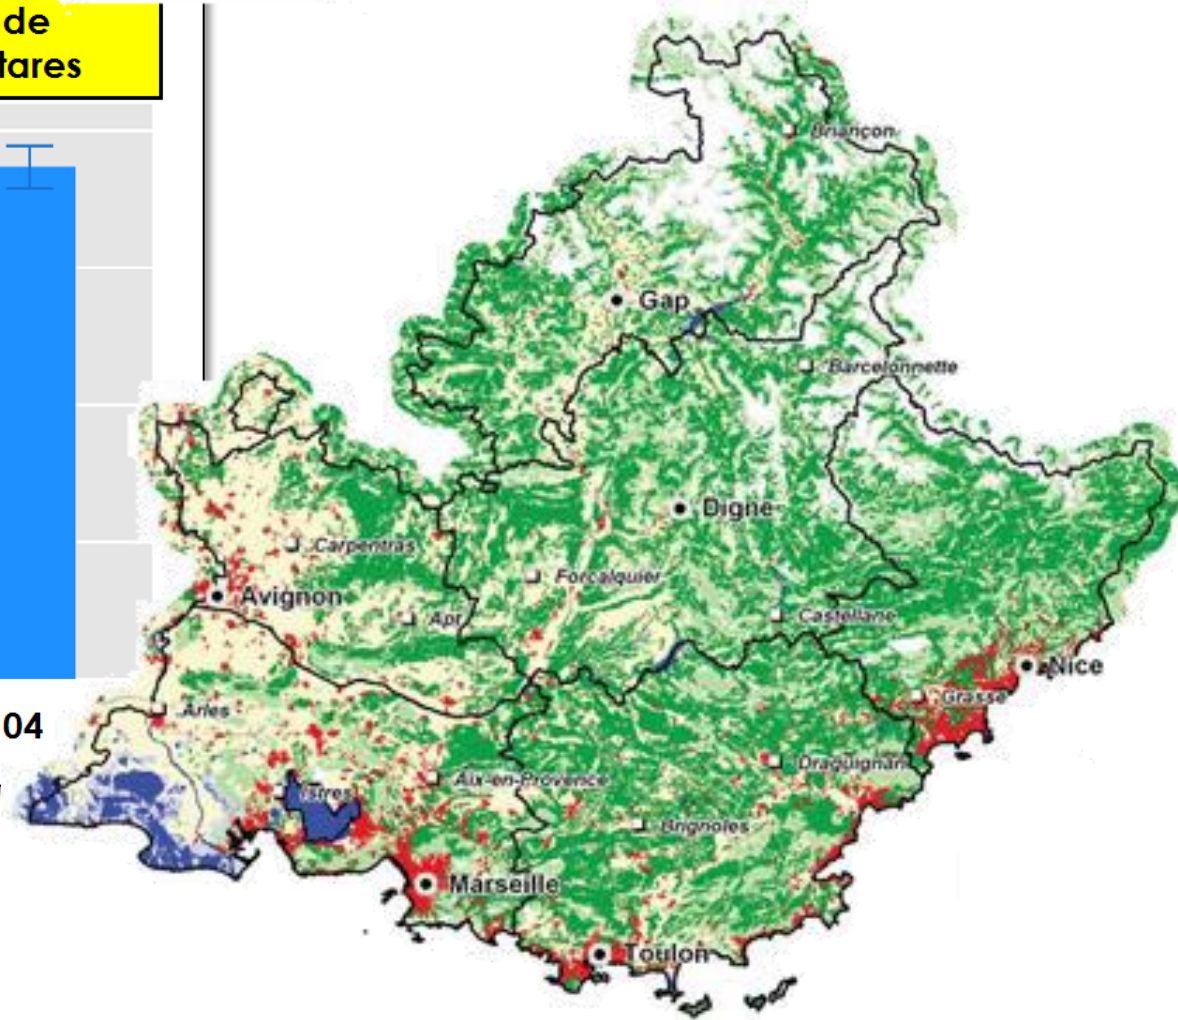 de
tares
04
Briançon
Gap
Barcelonnette
Digne
Carpentras
Forcalquier
Avignon
Apt
Castellane
Nice
Grasse
Arles
Draguignan
Aix-en-Provence
Istres
Brignoles
Marseille
Toulon